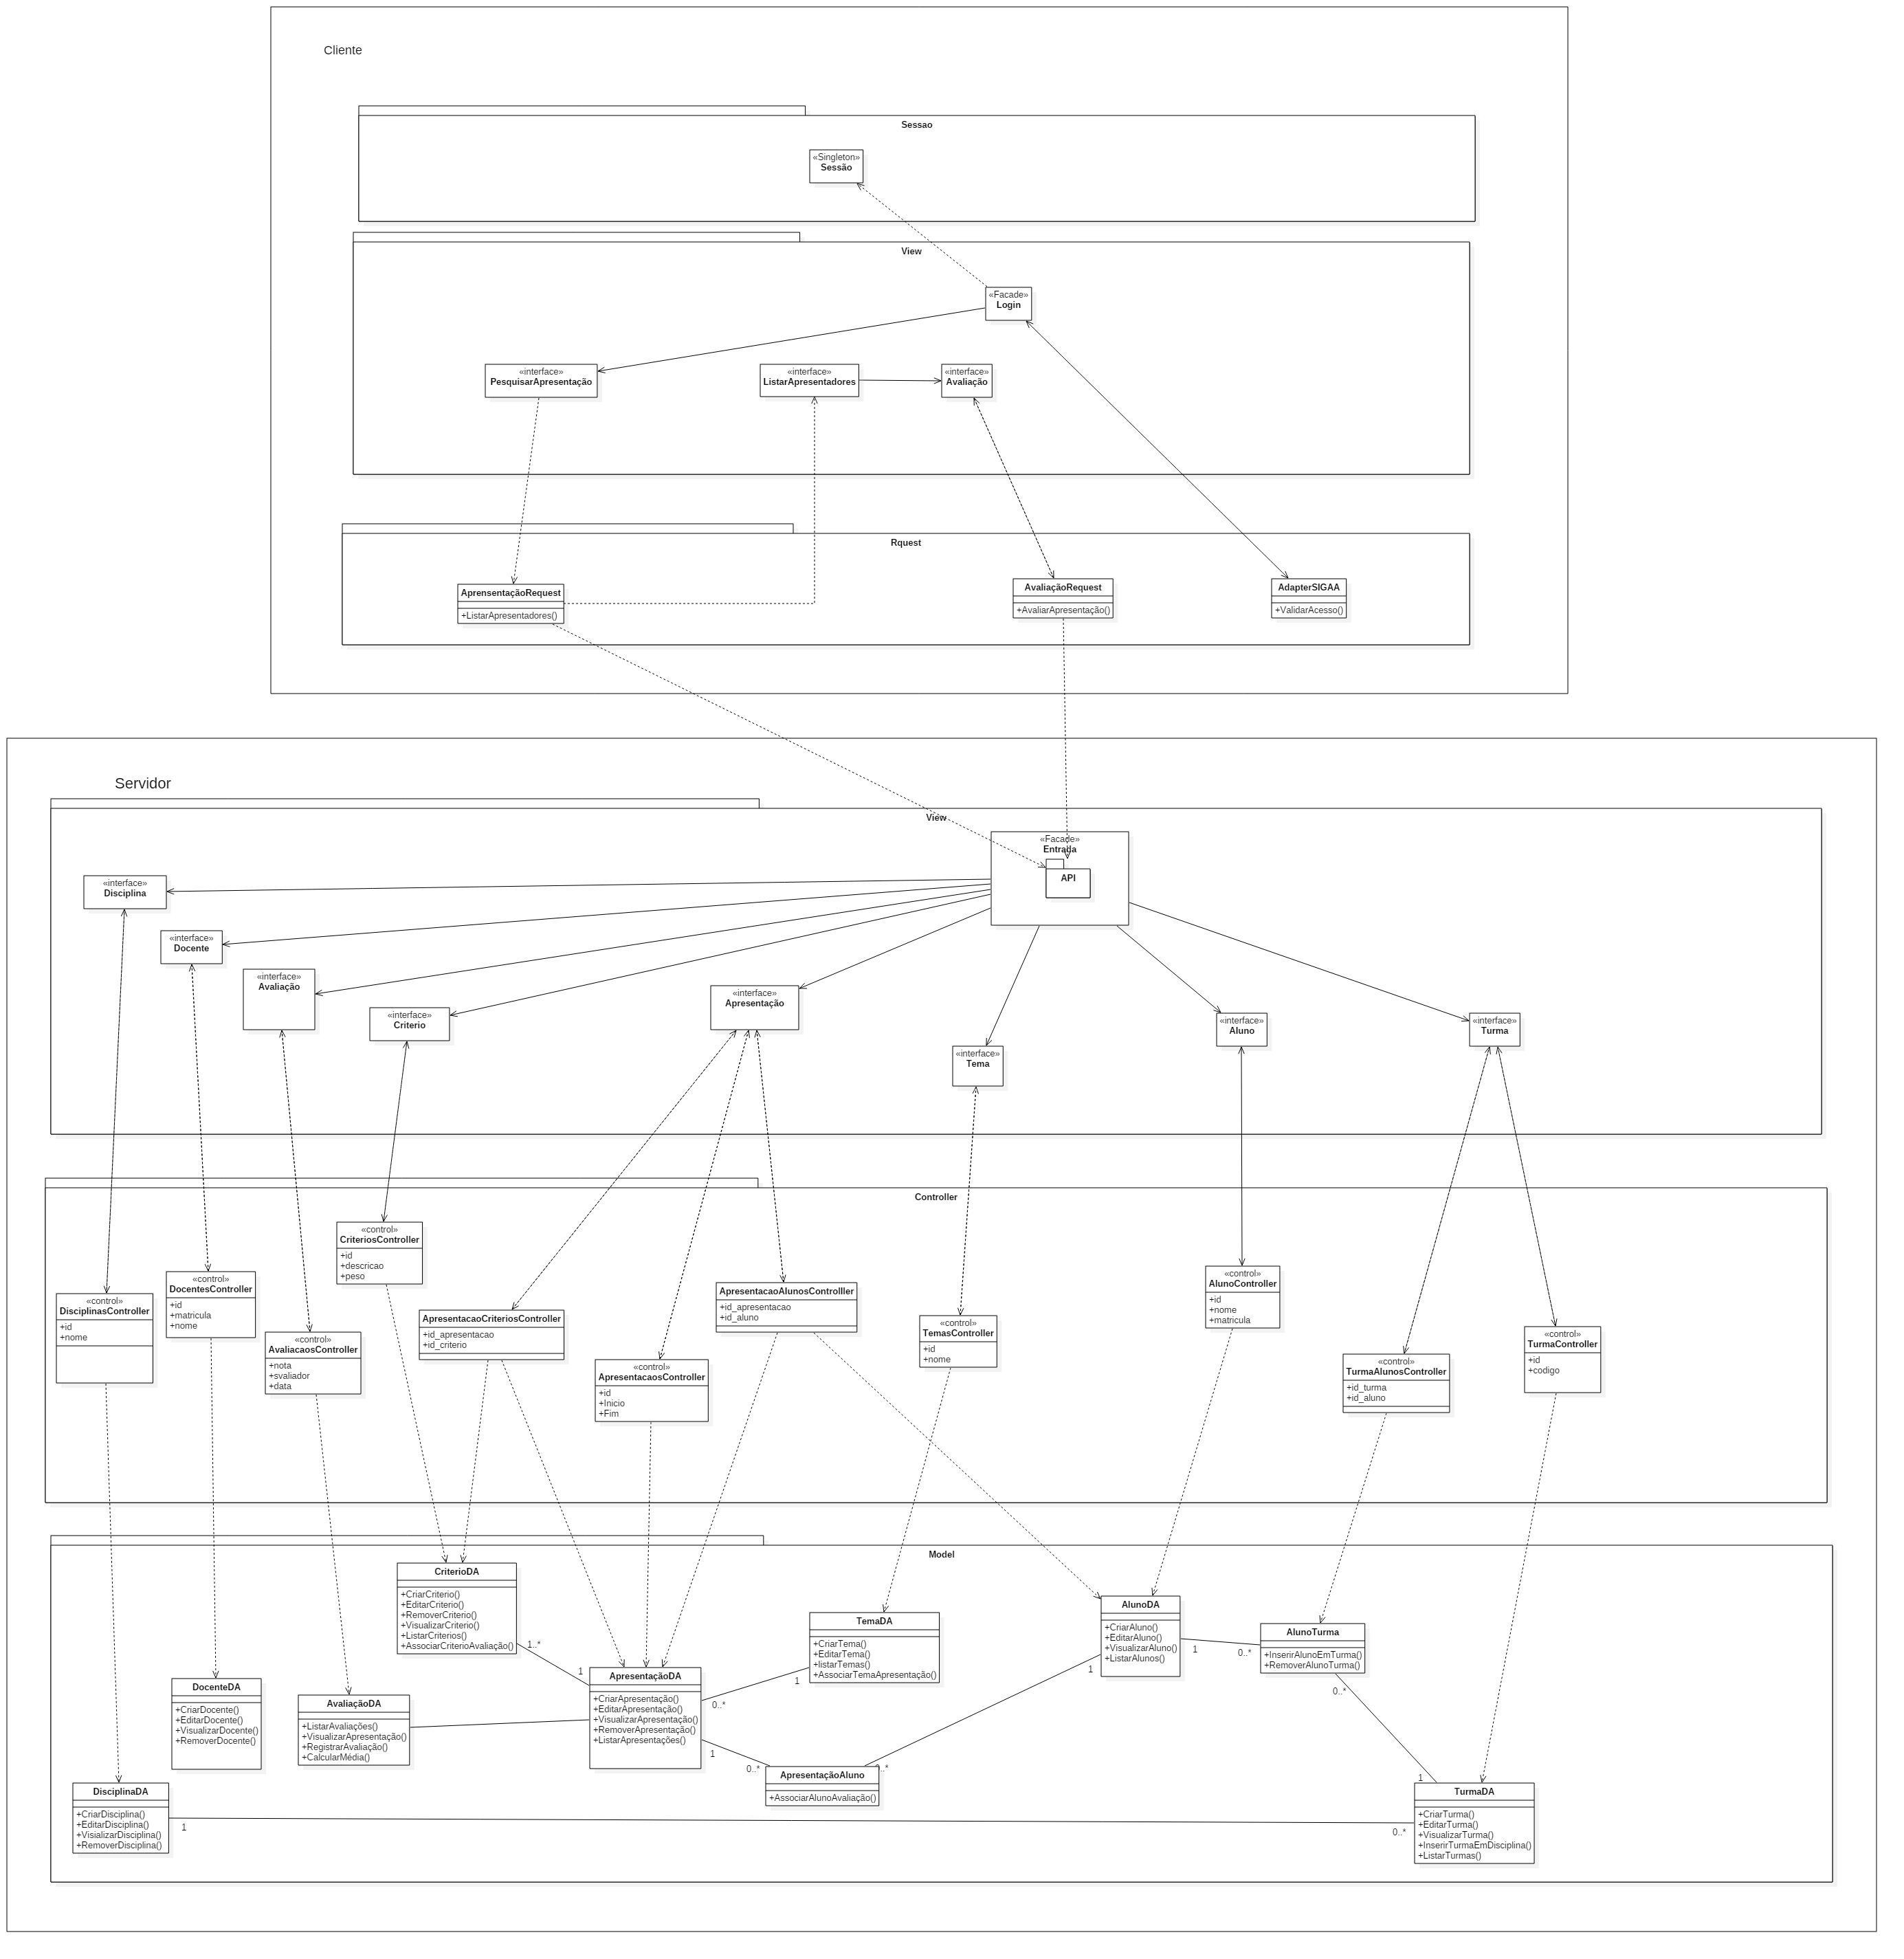 Cliente
Sessao
«Singleton»
Sessão
View
«Facade»
Login
«interface»
PesquisarApresentação
«interface»
ListarApresentadores
«interface»
Avaliação
Rquest
AprensentaçãoRequest
+ListarApresentadores()
AvaliaçãoRequest
+AvaliarApresentação()
AdapterSIGAA
+ValidarAcesso()
Servidor
View
«Facade»
Entrada
API
«interface»
Disciplina
«interface»
Docente
«interface»
Avaliação
«interface»
Criterio
«interface»
Apresentação
«interface»
Tema
«interface»
Aluno
«interface»
Turma
Controller
«control»
DisciplinasController
+id
+nome
«control»
DocentesController
+id
+matricula
+nome
«control»
AvaliacaosController
+nota
+svaliador
+data
«control»
CriteriosController
+id
+descricao
+peso
ApresentacaoCriteriosController
+id_apresentacao
+id_criterio
«control»
ApresentacaosController
+id
+Inicio
+Fim
ApresentacaoAlunosControlller
+id_apresentacao
+id_aluno
«control»
TemasController
+id
+nome
«control»
AlunoController
+id
+nome
+matricula
«control»
TurmaAlunosController
+id_turma
+id_aluno
«control»
TurmaController
+id
+codigo
Model
CriterioDA
+CriarCriterio()
+EditarCriterio()
+RemoverCriterio()
+VisualizarCriterio()
+ListarCriterios()
+AssociarCriterioAvaliação()
1..*
1
DocenteDA
+CriarDocente()
+EditarDocente()
+VisualizarDocente()
+RemoverDocente()
AvaliaçãoDA
+ListarAvaliações()
+VisualizarApresentação()
+RegistrarAvaliação()
+CalcularMédia()
ApresentaçãoDA
+CriarApresentação()
+EditarApresentação()
+VisualizarApresentação()
+RemoverApresentação()
+ListarApresentações()
0..*
1
TemaDA
+CriarTema()
+EditarTema()
+listarTemas()
+AssociarTemaApresentação()
1
0..*
ApresentaçãoAluno
+AssociarAlunoAvaliação()
0..*
1
AlunoDA
+CriarAluno()
+EditarAluno()
+VisualizarAluno()
+ListarAlunos()
1
0..*
AlunoTurma
+InserirAlunoEmTurma()
+RemoverAlunoTurma()
0..*
1
DisciplinaDA
+CriarDisciplina()
+EditarDisciplina()
+VisializarDisciplina()
+RemoverDisciplina()
1
0..*
TurmaDA
+CriarTurma()
+EditarTurma()
+VisualizarTurma()
+InserirTurmaEmDisciplina()
+ListarTurmas()